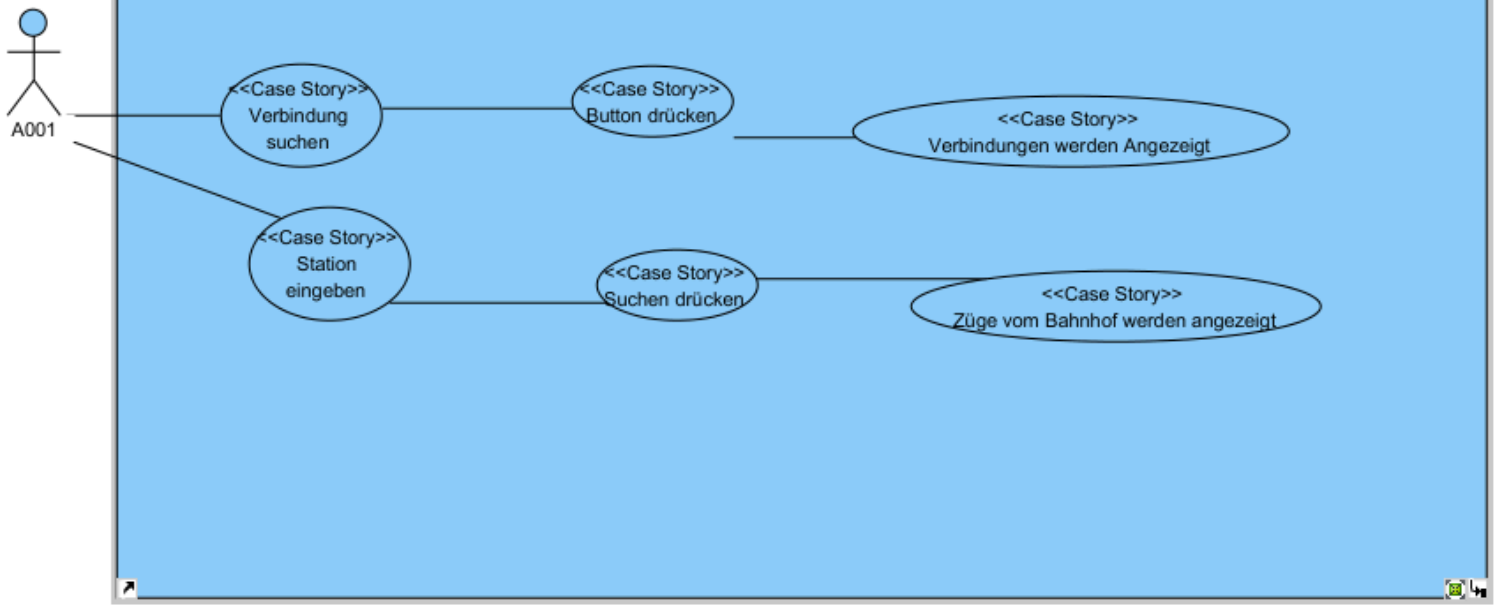 A001
<<Case Story>>
Verbindung
suchen
<<Case Story>>
Button drücken
<<Case Story>>
Verbindungen werden Angezeigt
<<Case Story>>
Station
eingeben
<<Case Story>>
Suchen drücken
<<Case Story>>
Züge vom Bahnhof werden angezeigt